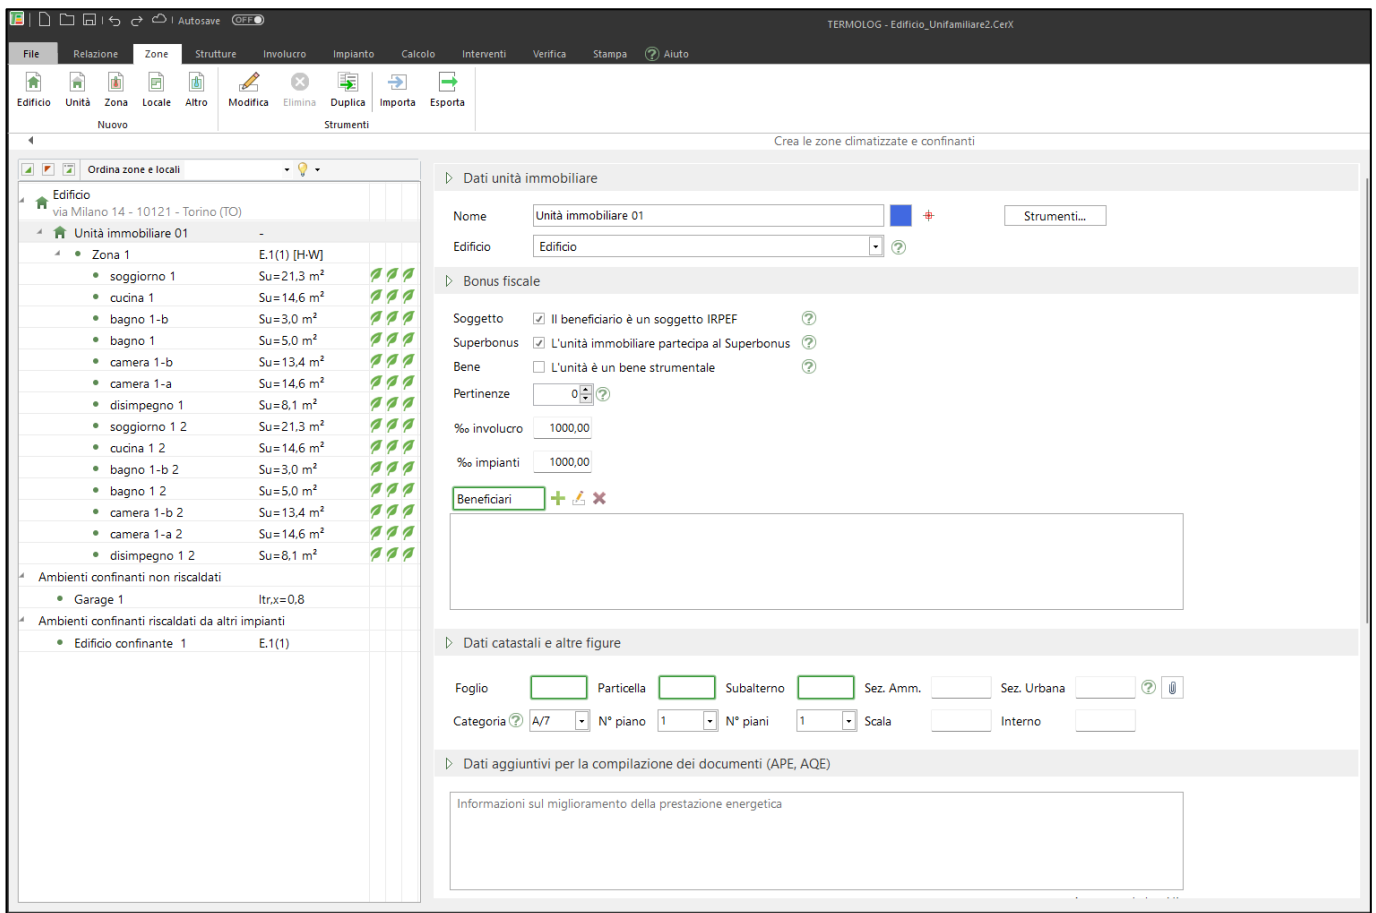 Autosave OFF
TERMOLOG - Edificio_Unifamiliare2.CerX
File Relazione Zone Strutture Involucro Impianto Calcolo Interventi Verifica Stampa ? Aiuto
Edificio Unità Zona Locale Altro Modifica Elimina Duplica Importa Esporta
Nuovo Strumenti
Crea le zone climatizzate e confinanti
Ordina zone e locali
Edificio
via Milano 14 - 10121 - Torino (TO)
Unità immobiliare 01 -
Zona 1 E.1(1) [H-W]
soggiorno 1 Su=21,3 m²
cucina 1 Su=14,6 m²
bagno 1-b Su=3,0 m²
bagno 1 Su=5,0 m²
camera 1-b Su=13,4 m²
camera 1-a Su=14,6 m²
disimpegno 1 Su=8,1 m²
soggiorno 1 2 Su=21,3 m²
cucina 1 2 Su=14,6 m²
bagno 1-b 2 Su=3,0 m²
bagno 1 2 Su=5,0 m²
camera 1-b 2 Su=13,4 m²
camera 1-a 2 Su=14,6 m²
disimpegno 1 2 Su=8,1 m²
Ambienti confinanti non riscaldati
Garage 1 ltr,x=0,8
Ambienti confinanti riscaldati da altri impianti
Edificio confinante 1 E.1(1)
Dati unità immobiliare
Nome Unità immobiliare 01 Strumenti...
Edificio Edificio ?
Bonus fiscale
Soggetto Il beneficiario è un soggetto IRPEF ?
Superbonus L'unità immobiliare partecipa al Superbonus ?
Bene L'unità è un bene strumentale ?
Pertinenze 0 ?
‰ involucro 1000,00
‰ impianti 1000,00
Beneficiari
Dati catastali e altre figure
Foglio Particella Subalterno Sez. Amm. Sez. Urbana ?
Categoria ? A/7 N° piano 1 N° piani 1 Scala Interno
Dati aggiuntivi per la compilazione dei documenti (APE, AQE)
Informazioni sul miglioramento della prestazione energetica